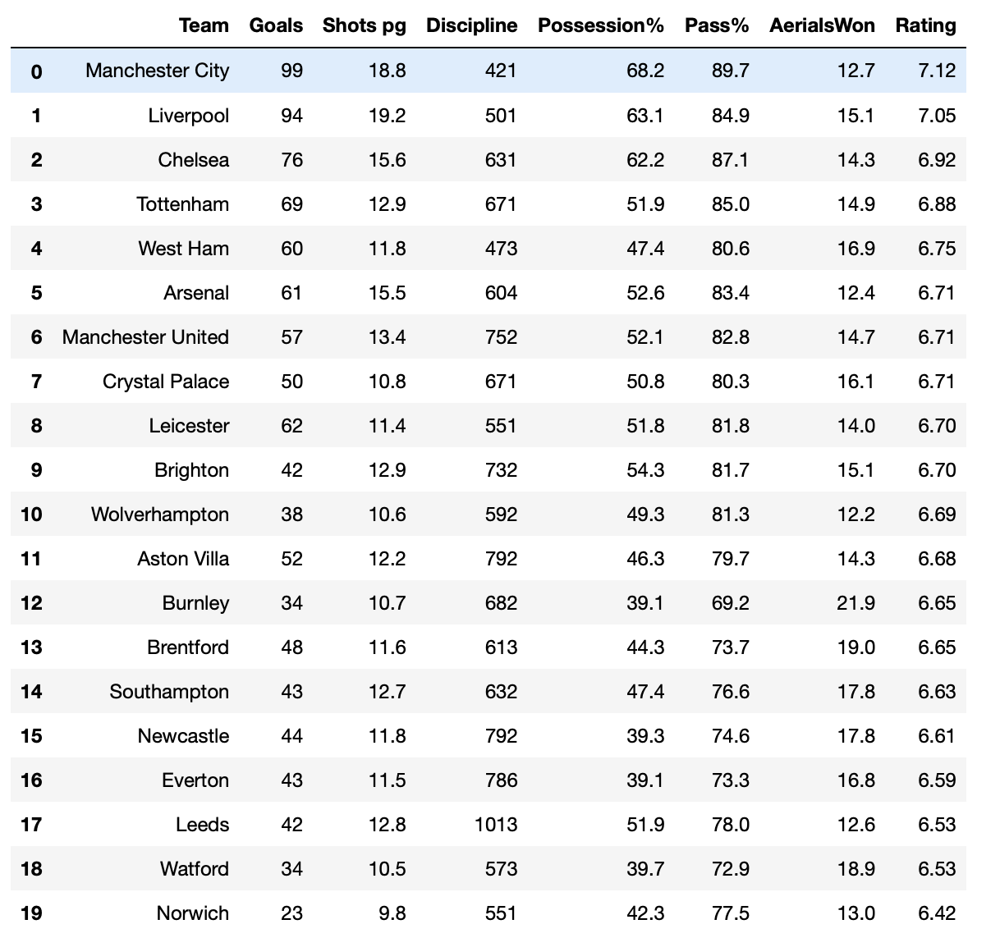 Team Goals Shots pg Discipline Possession% Pass% AerialsWon Rating
0 Manchester City 99 18.8 421 68.2 89.7 12.7 7.12
1 Liverpool 94 19.2 501 63.1 84.9 15.1 7.05
2 Chelsea 76 15.6 631 62.2 87.1 14.3 6.92
3 Tottenham 69 12.9 671 51.9 85.0 14.9 6.88
4 West Ham 60 11.8 473 47.4 80.6 16.9 6.75
5 Arsenal 61 15.5 604 52.6 83.4 12.4 6.71
6 Manchester United 57 13.4 752 52.1 82.8 14.7 6.71
7 Crystal Palace 50 10.8 671 50.8 80.3 16.1 6.71
8 Leicester 62 11.4 551 51.8 81.8 14.0 6.70
9 Brighton 42 12.9 732 54.3 81.7 15.1 6.70
10 Wolverhampton 38 10.6 592 49.3 81.3 12.2 6.69
11 Aston Villa 52 12.2 792 46.3 79.7 14.3 6.68
12 Burnley 34 10.7 682 39.1 69.2 21.9 6.65
13 Brentford 48 11.6 613 44.3 73.7 19.0 6.65
14 Southampton 43 12.7 632 47.4 76.6 17.8 6.63
15 Newcastle 44 11.8 792 39.3 74.6 17.8 6.61
16 Everton 43 11.5 786 39.1 73.3 16.8 6.59
17 Leeds 42 12.8 1013 51.9 78.0 12.6 6.53
18 Watford 34 10.5 573 39.7 72.9 18.9 6.53
19 Norwich 23 9.8 551 42.3 77.5 13.0 6.42